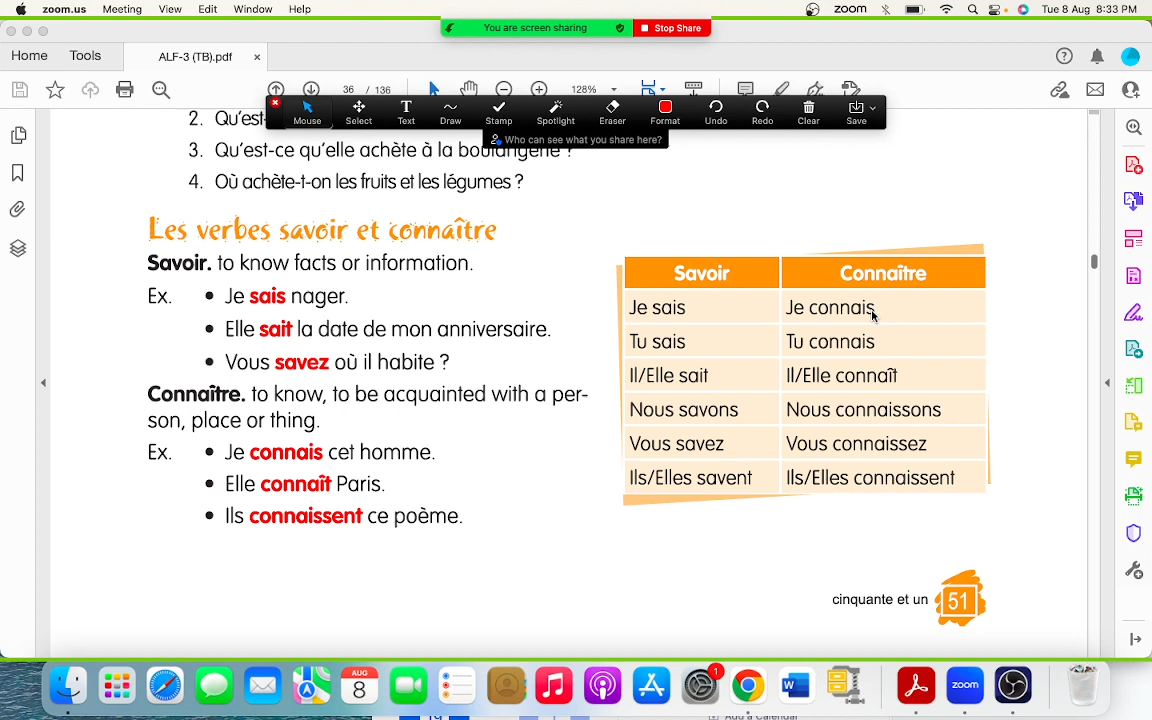 zoom.us Meeting View Edit Window Help
zoom Tue 8 Aug 8:33 PM
You are screen sharing Stop Share
Home Tools ALF-3 (TB).pdf ×
36 / 136 128%
Mouse Select Text Draw Stamp Spotlight Eraser Format Undo Redo Clear Save
Who can see what you share here?
2. Qu'est-
3. Qu'est-ce qu'elle achète à la boulangerie ?
4. Où achète-t-on les fruits et les légumes ?
Les verbes savoir et connaître
Savoir. to know facts or information.
Ex. • Je sais nager.
• Elle sait la date de mon anniversaire.
• Vous savez où il habite ?
Connaître. to know, to be acquainted with a per-
son, place or thing.
Ex. • Je connais cet homme.
• Elle connaît Paris.
• Ils connaissent ce poème.
Savoir Connaître
Je sais Je connais
Tu sais Tu connais
Il/Elle sait Il/Elle connaît
Nous savons Nous connaissons
Vous savez Vous connaissez
Ils/Elles savent Ils/Elles connaissent
cinquante et un 51
AUG
8
1
zoom
Add a Calendar